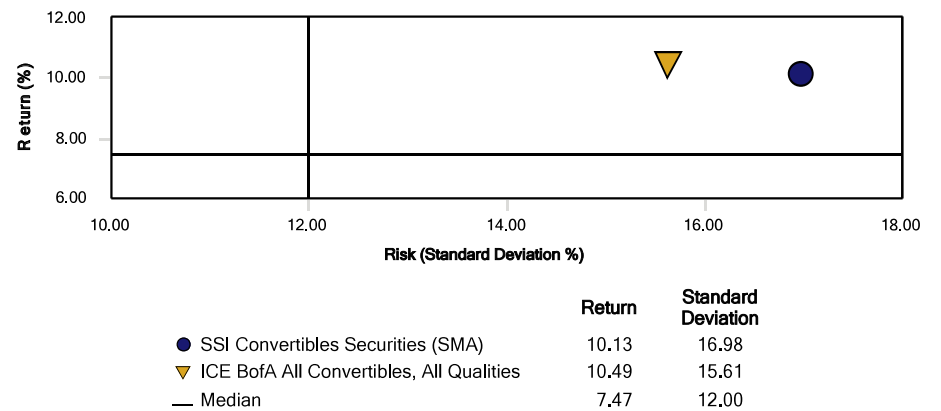 12.00
10.00
8.00
6.00
Return (%)
10.00 12.00 14.00 16.00 18.00
Risk (Standard Deviation %)
Return Standard Deviation
SSI Convertibles Securities (SMA) 10.13 16.98
ICE BofA All Convertibles, All Qualities 10.49 15.61
Median 7.47 12.00